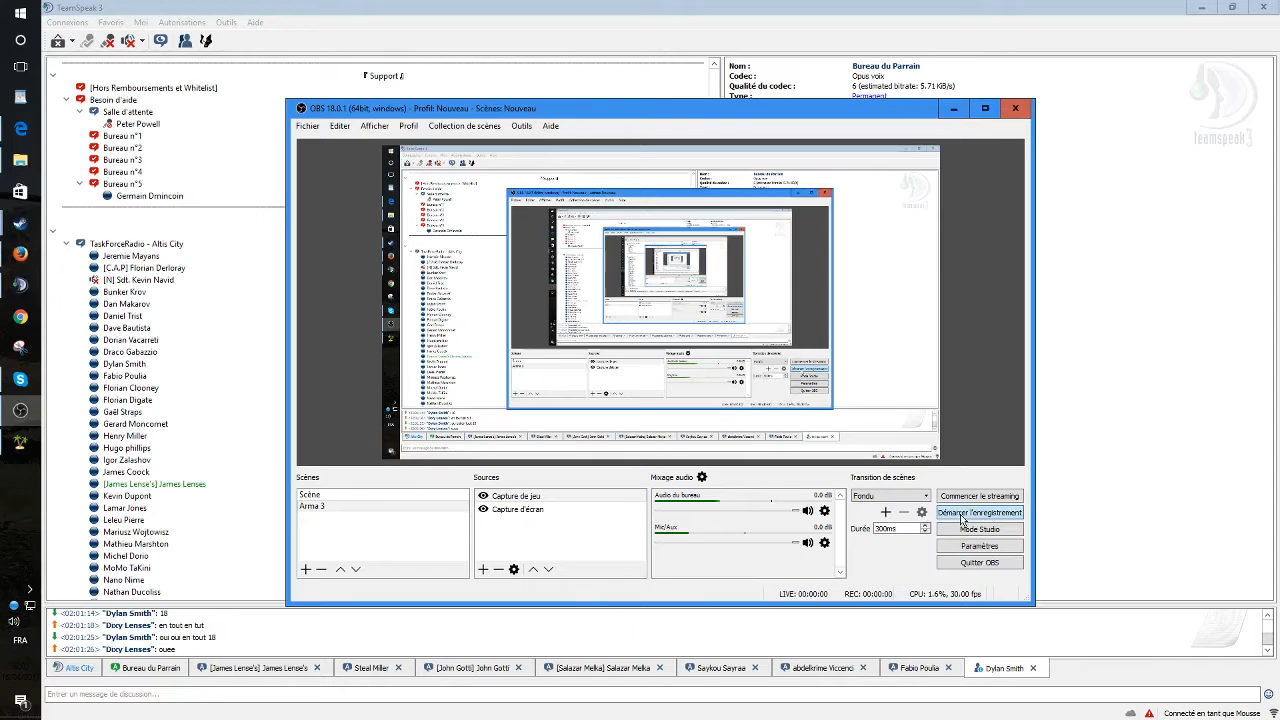 TeamSpeak 3
Connexions Favoris Moi Autorisations Outils Aide
『 Support 』
[Hors Remboursements et Whitelist]
Besoin d'aide
Salle d'attente
Peter Powell
Bureau n°1
Bureau n°2
Bureau n°3
Bureau n°4
Bureau n°5
Germain Dmincoin
TaskForceRadio - Altis City
Jeremie Mayans
[C.A.P] Florian Derloray
[N] Sdt. Kevin Navid
Bunker Krov
Dan Makarov
Daniel Trist
Dave Bautista
Dorian Vacarreti
Draco Gabazzio
Dylan Smith
Fabio Poulia
Florian Clooney
Florian Digate
Gaël Straps
Gerard Moncomet
Henry Miller
Hugo phillips
Igor Zalashov
James Coock
[James Lense's] James Lenses
Kevin Dupont
Lamar Jones
Leleu Pierre
Mariusz Wojtowicz
Mathieu Marshton
Michel Dorio
MoMo TaKini
Nano Nime
Nathan Ducoliss
Nom : Bureau du Parrain
Codec : Opus voix
Qualité du codec : 6 (estimated bitrate: 5.71 KiB/s)
Type : Permanent
teamspeak3
OBS 18.0.1 (64bit, windows) - Profil: Nouveau - Scènes: Nouveau
Fichier Editer Afficher Profil Collection de scènes Outils Aide
Scènes
Scène
Arma 3
Sources
Capture de jeu
Capture d'écran
Mixage audio
Audio du bureau 0.0 dB
Mic/Aux 0.0 dB
Transition de scènes
Fondu
Durée 300ms
Commencer le streaming
Démarrer l'enregistrement
Mode Studio
Paramètres
Quitter OBS
LIVE: 00:00:00 REC: 00:00:00 CPU: 1.6%, 30.00 fps
<02:01:14> "Dylan Smith": 18
<02:01:18> "Dixy Lenses": en tout en tut
<02:01:25> "Dylan Smith": oui oui en tout 18
<02:01:26> "Dixy Lenses": ouee
FRA
Altis City Bureau du Parrain [James Lense's] James Lense's Steal Miller [John Gotti] John Gotti [Salazar Melka] Salazar Melka Saykou Sayraa abdelkrime Viccenci Fabio Poulia Dylan Smith
Entrer un message de discussion...
Connecté en tant que Mousse